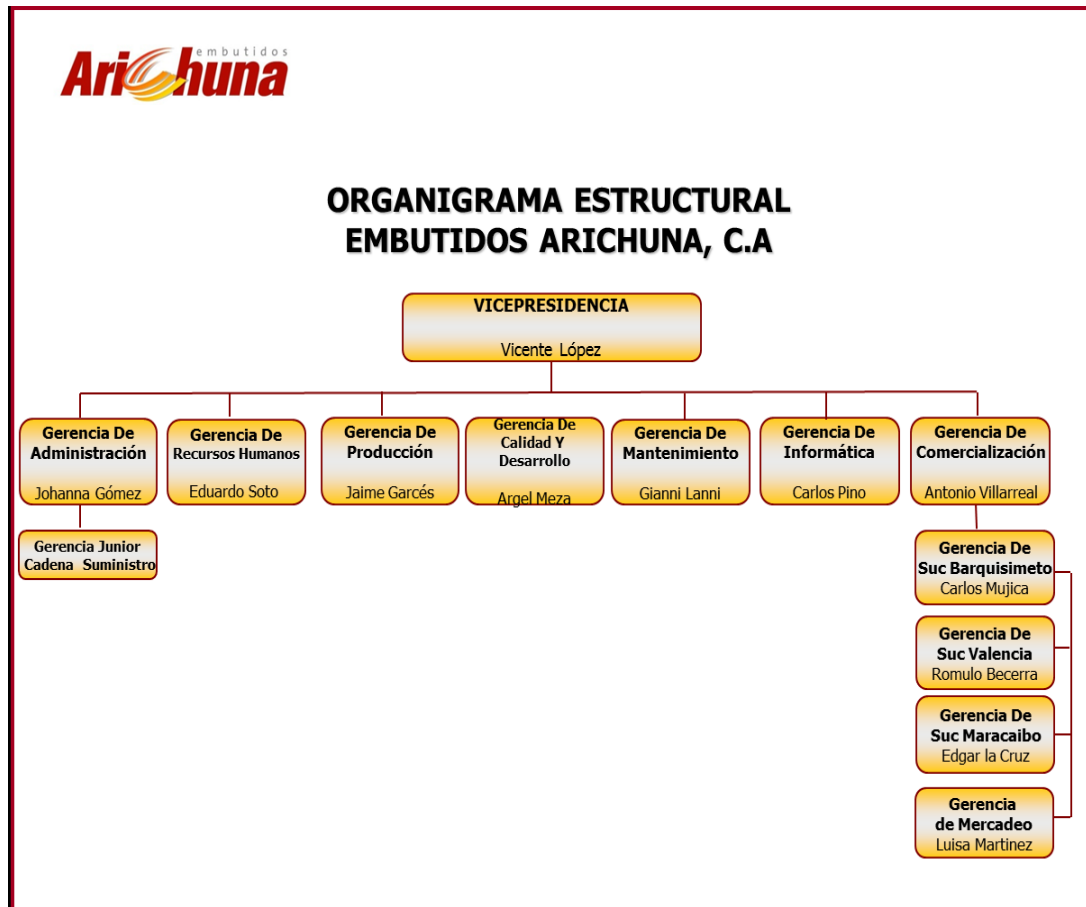 embutidos
Arichuna
ORGANIGRAMA ESTRUCTURAL
EMBUTIDOS ARICHUNA, C.A
VICEPRESIDENCIA
Vicente López
Gerencia De
Administración
Johanna Gómez
Gerencia De
Recursos Humanos
Eduardo Soto
Gerencia De
Producción
Jaime Garcés
Gerencia De
Calidad Y
Desarrollo
Argel Meza
Gerencia De
Mantenimiento
Gianni Lanni
Gerencia De
Informática
Carlos Pino
Gerencia De
Comercialización
Antonio Villarreal
Gerencia Junior
Cadena Suministro
Gerencia De
Suc Barquisimeto
Carlos Mujica
Gerencia De
Suc Valencia
Romulo Becerra
Gerencia De
Suc Maracaibo
Edgar la Cruz
Gerencia
de Mercadeo
Luisa Martinez